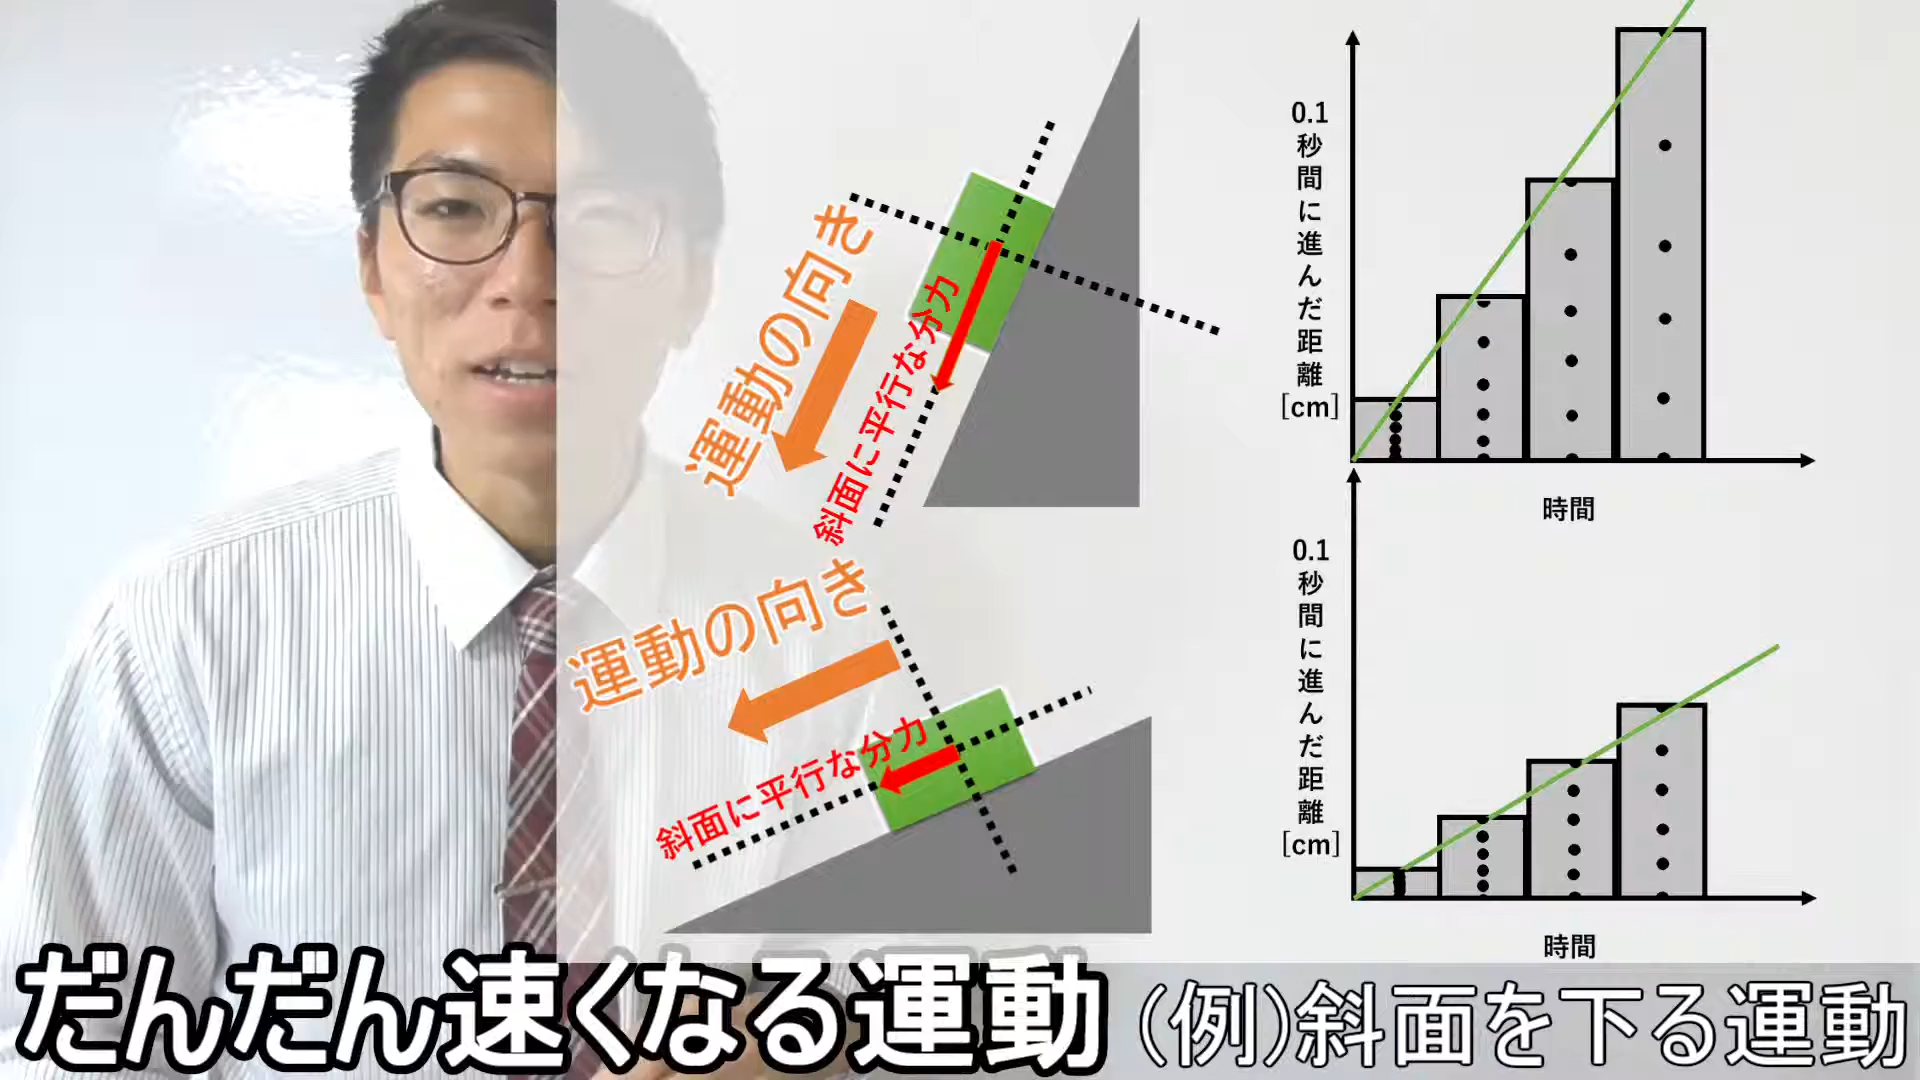 運動の向き
斜面に平行な分力
運動の向き
斜面に平行な分力
0.1秒間に進んだ距離[cm]
時間
0.1秒間に進んだ距離[cm]
時間
だんだん速くなる運動 (例)斜面を下る運動